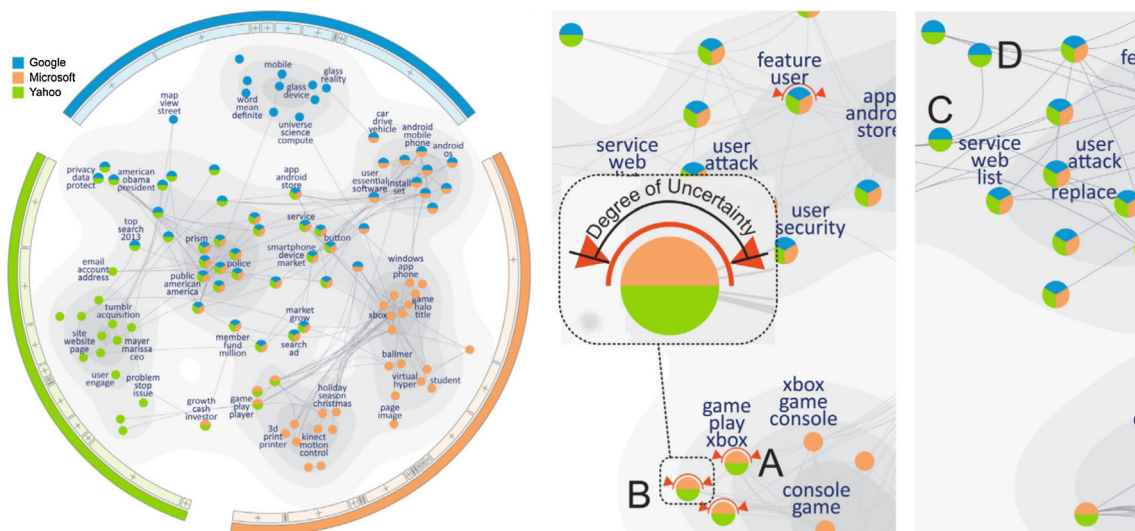 Google
Microsoft
Yahoo
mobile
glass
reality
glass
device
word
mean
definite
map
view
street
universe
science
compute
car
drive
vehicle
android
mobile
phone
android
os
privacy
data
protect
american
obama
president
app
android
store
user
essential
software
install
set
top
search
2013
prism
service
button
police
smartphone
device
market
email
account
address
public
american
america
windows
app
phone
tumblr
acquisition
game
halo
title
xbox
market
grow
site
website
page
mayer
marissa
ceo
member
fund
million
search
ad
ballmer
virtual
hyper
student
user
engage
problem
stop
issue
holiday
season
christmas
game
play
player
growth
cash
investor
page
image
3d
print
printer
kinect
motion
control
feature
user
app
android
store
service
web
user
attack
Degree of Uncertainty
user
security
xbox
game
console
game
play
xbox
A
B
console
game
D
C
service
web
list
user
attack
replace